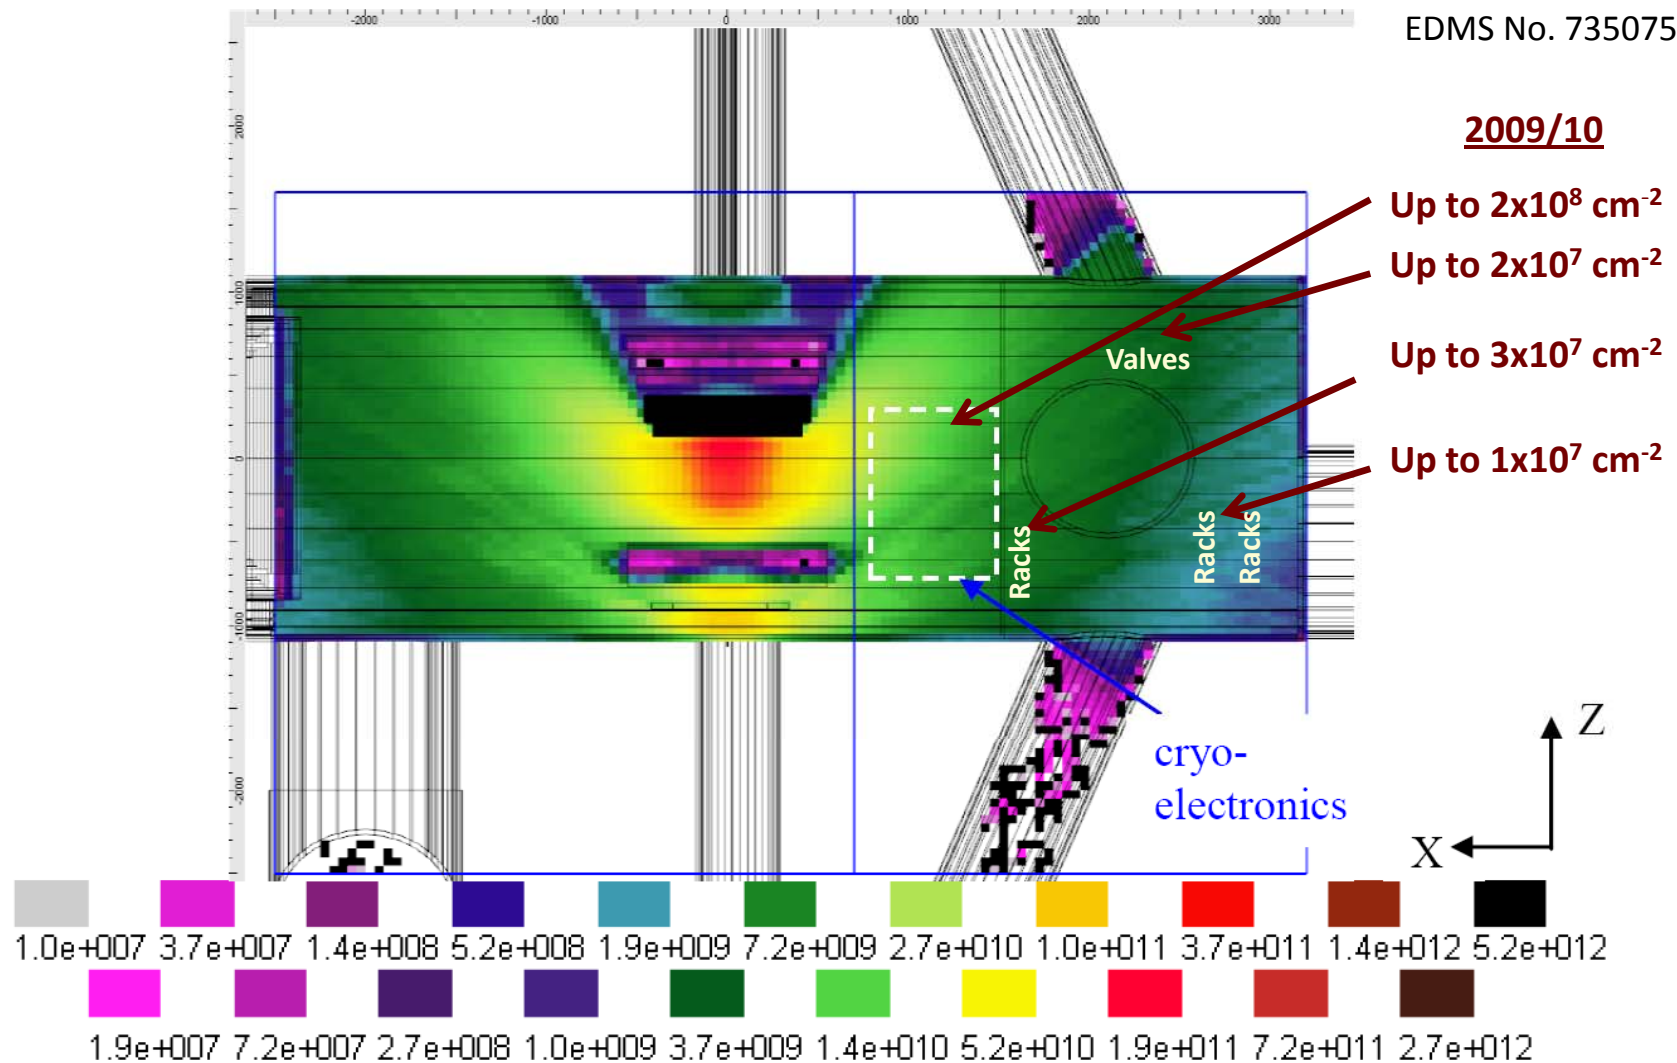 -2000 -1000 0 1000 2000 3000
EDMS No. 735075
2009/10
Up to 2x10⁸ cm⁻²
Up to 2x10⁷ cm⁻²
Up to 3x10⁷ cm⁻²
Up to 1x10⁷ cm⁻²
2000
1000
0
-1000
-2000
Valves
Racks
Racks
Racks
cryo-
electronics
Z
X
1.0e+007 3.7e+007 1.4e+008 5.2e+008 1.9e+009 7.2e+009 2.7e+010 1.0e+011 3.7e+011 1.4e+012 5.2e+012
1.9e+007 7.2e+007 2.7e+008 1.0e+009 3.7e+009 1.4e+010 5.2e+010 1.9e+011 7.2e+011 2.7e+012